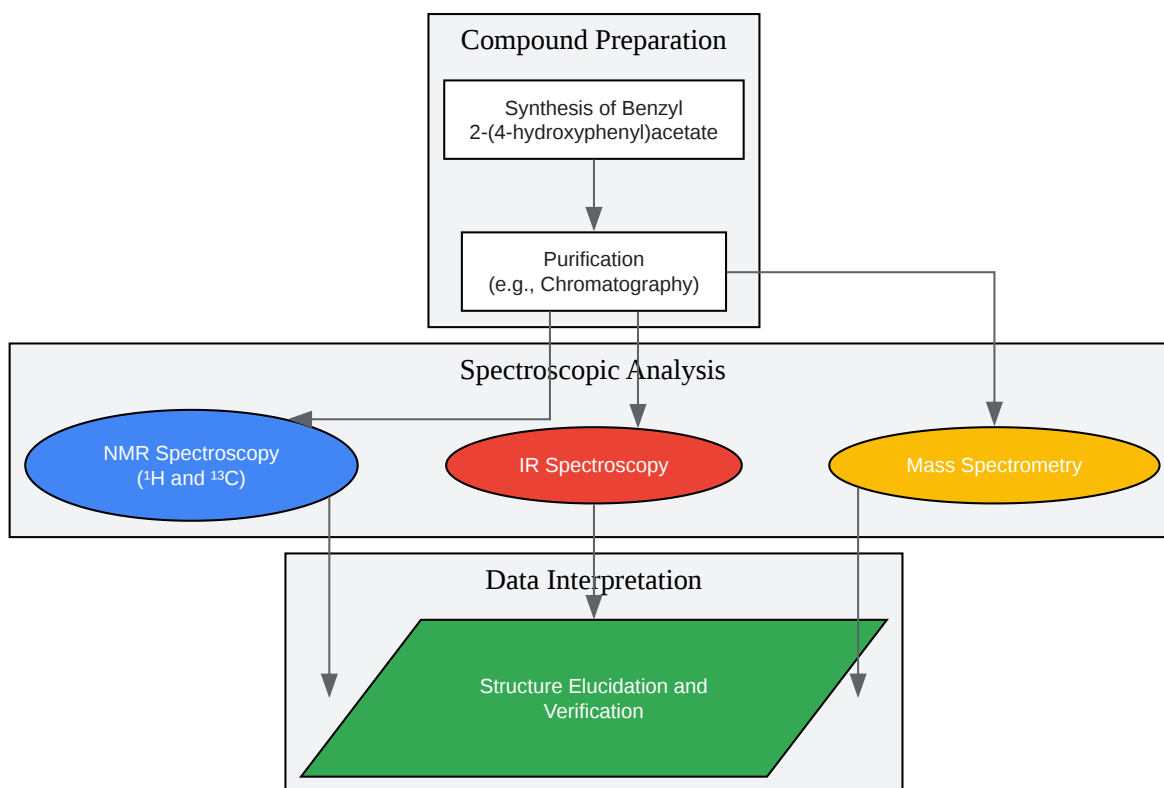 Compound Preparation
Synthesis of Benzyl
2-(4-hydroxyphenyl)acetate
Purification
(e.g., Chromatography)
Spectroscopic Analysis
NMR Spectroscopy
(¹H and ¹³C)
IR Spectroscopy
Mass Spectrometry
Data Interpretation
Structure Elucidation and
Verification